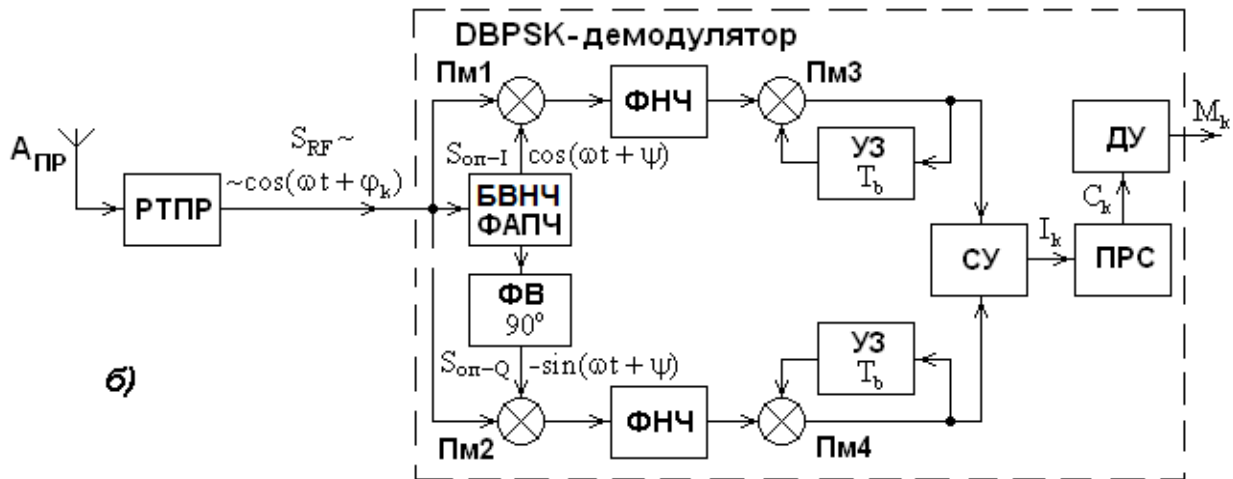 DBPSK-демодулятор
Пм1
ФНЧ
Пм3
A_ПР
S_RF ~
~cos(ωt + φ_k)
РТПР
S_оп-I
cos(ωt + ψ)
БВНЧ
ФАПЧ
УЗ
T_b
ДУ
M_k
C_k
СУ
I_k
ПРС
ФВ
90°
S_оп-Q
-sin(ωt + ψ)
УЗ
T_b
б)
Пм2
ФНЧ
Пм4